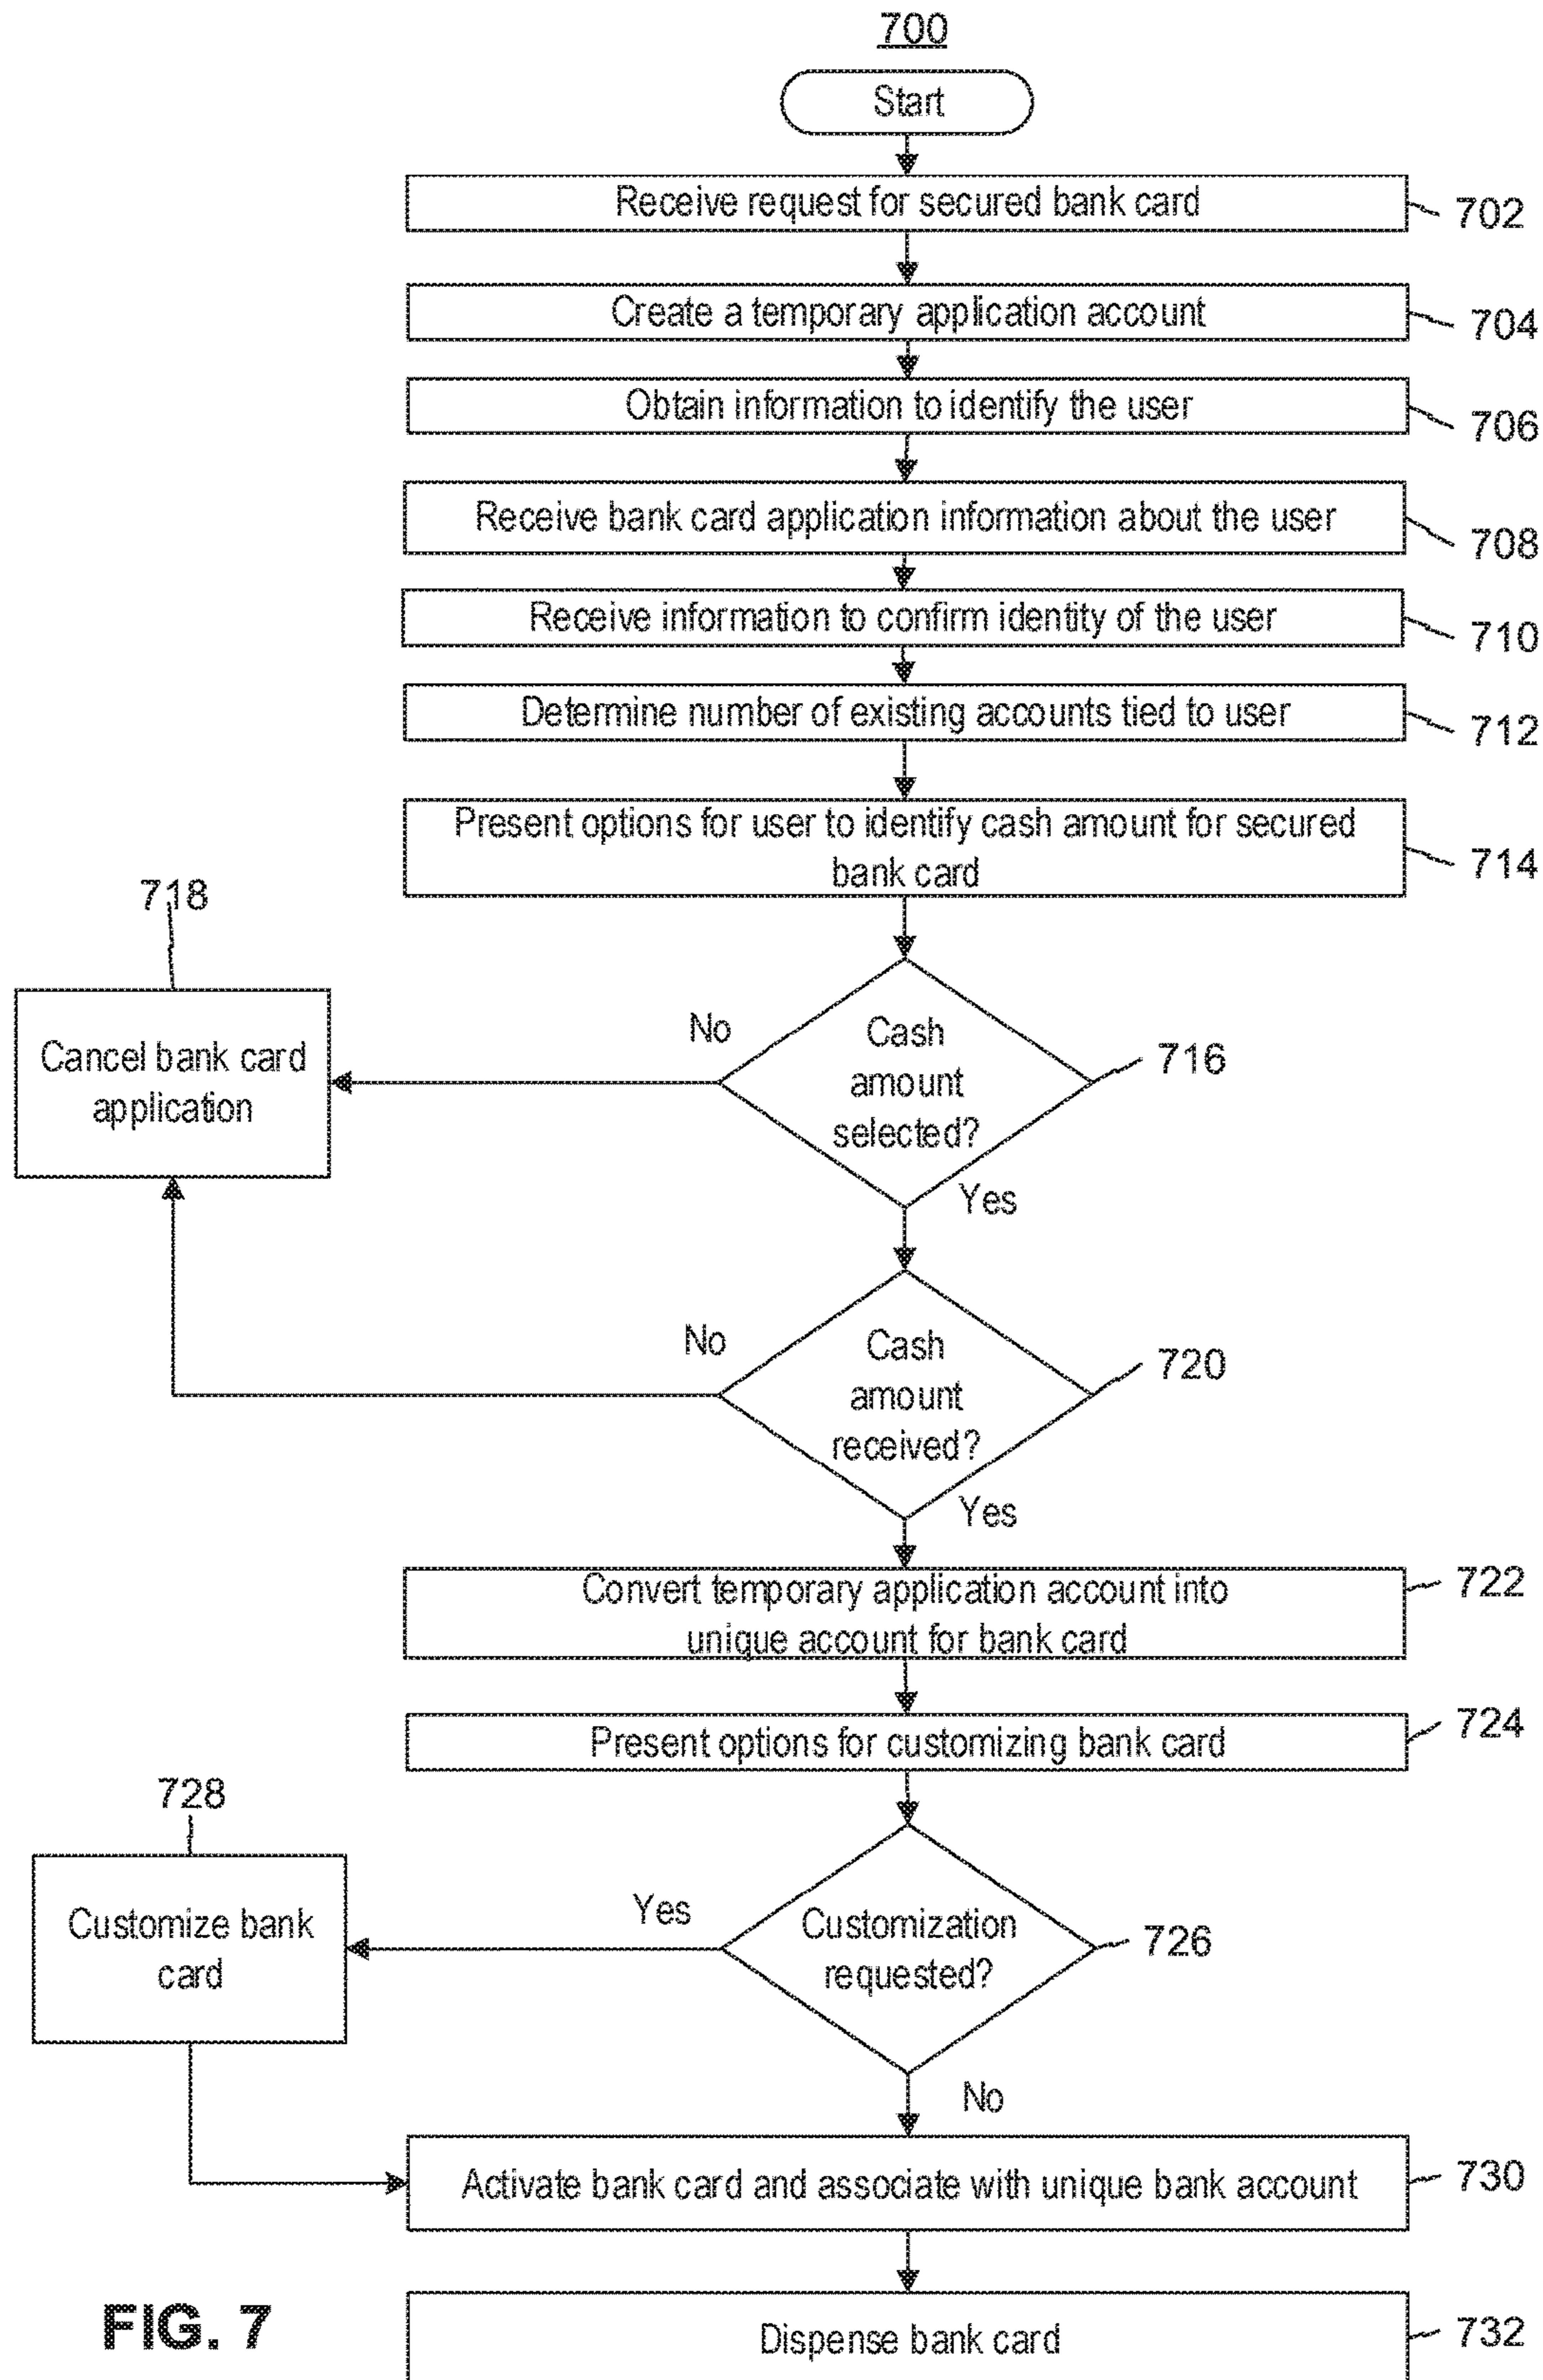 700
Start
Receive request for secured bank card
702
Create a temporary application account
704
Obtain information to identify the user
706
Receive bank card application information about the user
708
Receive information to confirm identity of the user
710
Determine number of existing accounts tied to user
712
Present options for user to identify cash amount for secured
bank card
714
718
Cancel bank card
application
No
Cash
amount
selected?
716
Yes
No
Cash
amount
received?
720
Yes
Convert temporary application account into
unique account for bank card
722
Present options for customizing bank card
724
728
Customize bank
card
Yes
Customization
requested?
726
No
Activate bank card and associate with unique bank account
730
Dispense bank card
732
FIG. 7